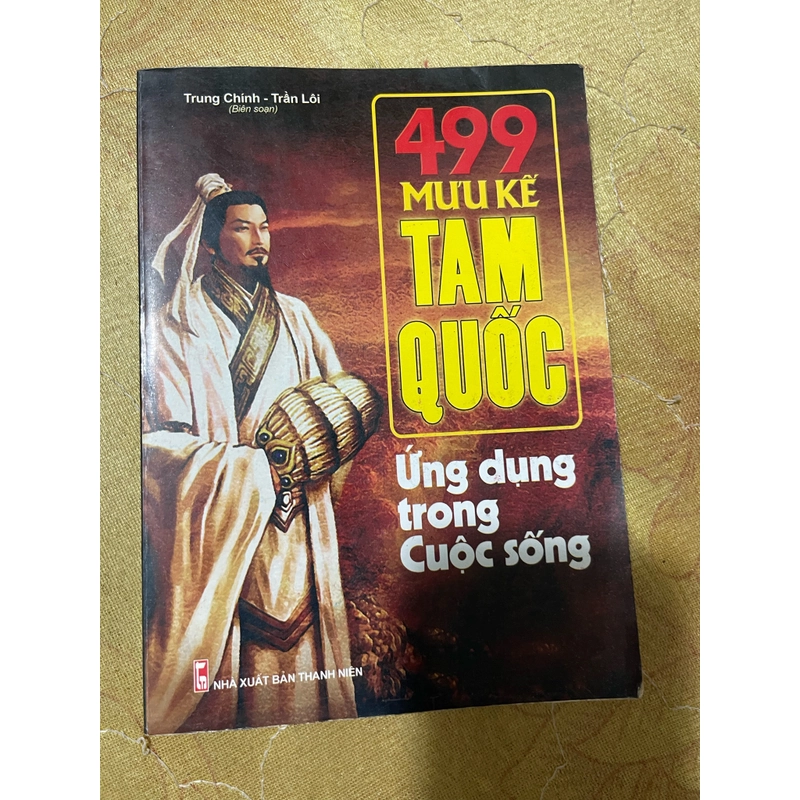 Trung Chính - Trần Lôi
(Biên soạn)
499
MƯU KẾ
TAM
QUỐC
Ứng dụng
trong
Cuộc sống
NHÀ XUẤT BẢN THANH NIÊN